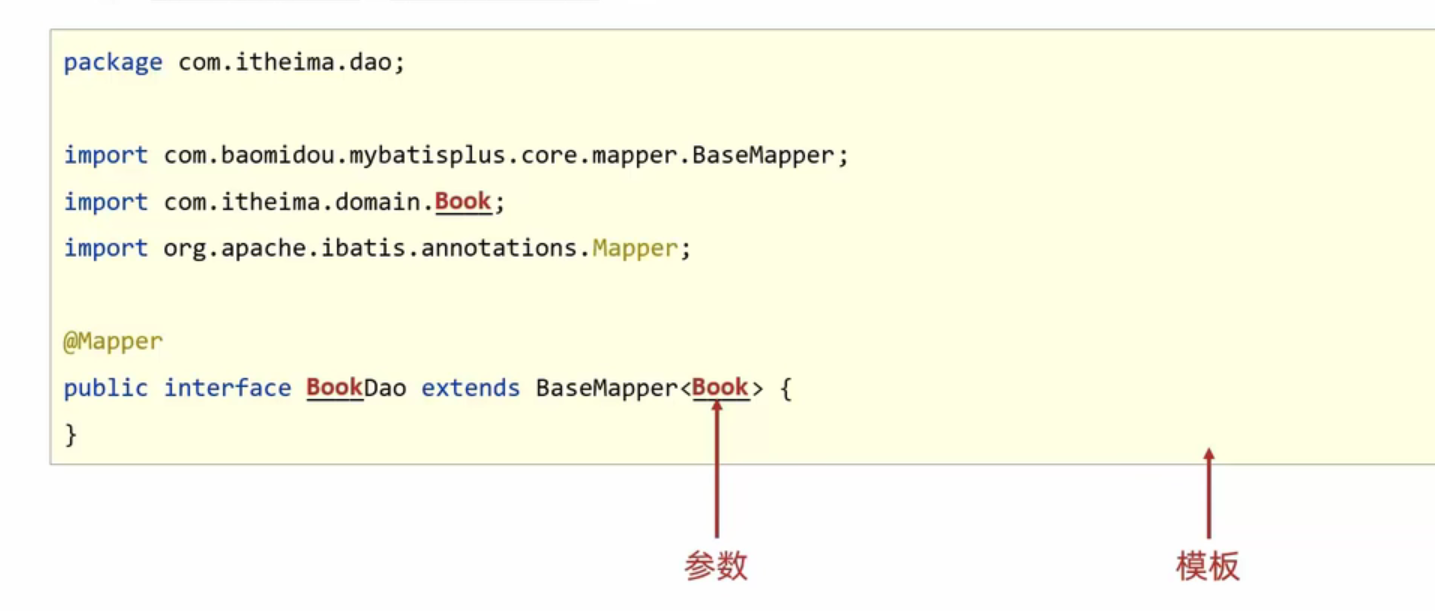 package com.itheima.dao;
import com.baomidou.mybatisplus.core.mapper.BaseMapper;
import com.itheima.domain.Book;
import org.apache.ibatis.annotations.Mapper;
@Mapper
public interface BookDao extends BaseMapper<Book> {
}
参数
模板